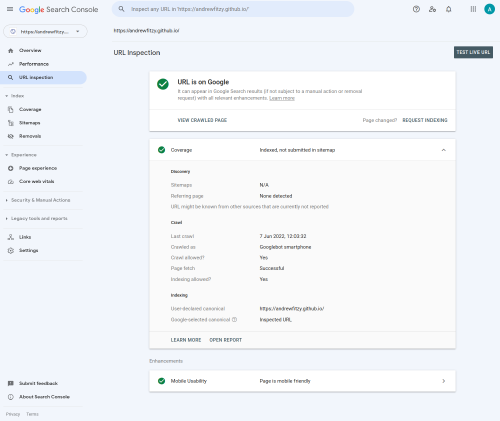 Google Search Console
Inspect any URL in 'https://andrewfitzy.github.io/'
A
https://andrewfitzy...
https://andrewfitzy.github.io/
Overview
Performance
URL inspection
Index
Coverage
Sitemaps
Removals
Experience
Page experience
Core web vitals
Security & Manual Actions
Legacy tools and reports
Links
Settings
Submit feedback
About Search Console
Privacy Terms
URL Inspection
TEST LIVE URL
URL is on Google
It can appear in Google Search results (if not subject to a manual action or removal
request) with all relevant enhancements. Learn more
VIEW CRAWLED PAGE
Page changed? REQUEST INDEXING
Coverage Indexed, not submitted in sitemap
Discovery
Sitemaps N/A
Referring page None detected
URL might be known from other sources that are currently not reported
Crawl
Last crawl 7 Jun 2022,
Crawled as Googlebot smartphone
Crawl allowed? Yes
Page fetch Successful
Indexing allowed? Yes
Indexing
User-declared canonical https://andrewfitzy.github.io/
Google-selected canonical Inspected URL
LEARN MORE OPEN REPORT
Enhancements
Mobile Usability Page is mobile friendly